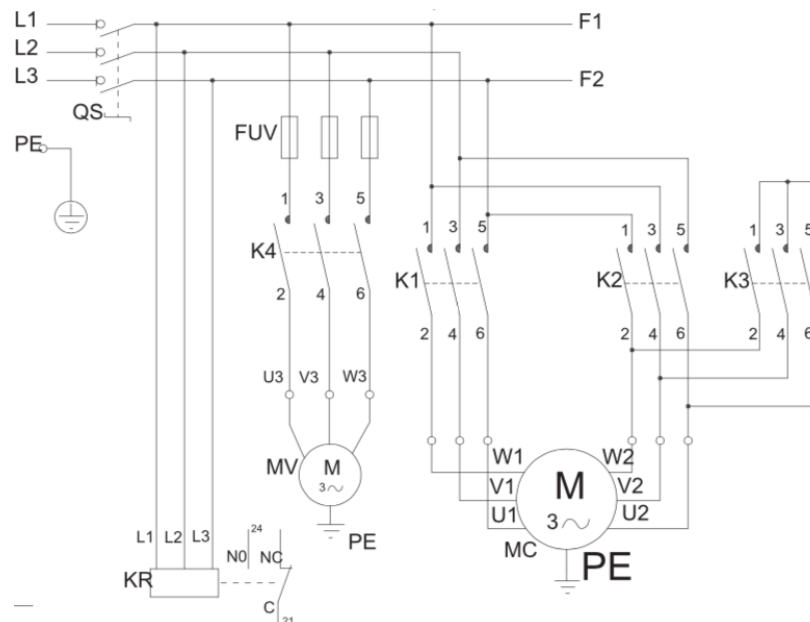 L1 F1
L2
L3 F2
QS
PE
FUV
1 3 5
K4
2 4 6
1 3 5
K1
2 4 6
1 3 5
K2
2 4 6
1 3 5
K3
2 4 6
U3 V3 W3
MV M
3
PE
W1 W2
V1 M V2
U1 3 U2
MC PE
L1 L2 L3
24
N0 NC
KR
C
21